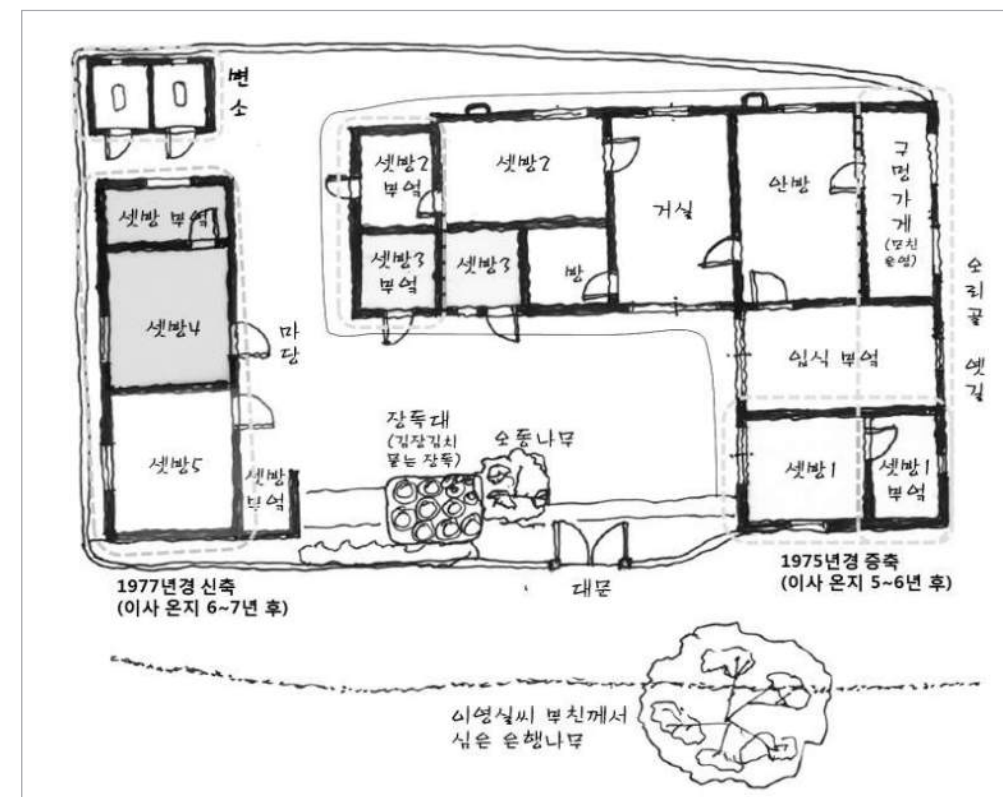 변
소
셋방 부엌
셋방4
셋방5
셋방
부엌
마
당
셋방2
부엌
셋방2
셋방3
부엌
셋방3
방
거실
안방
구
멍
가
게
(모친
운영)
오
리
골
옛
길
입식 부엌
셋방1
셋방1
부엌
장독대
(김장김치
묻는 장독)
오동나무
대문
1977년경 신축
(이사 온지 6~7년 후)
1975년경 증축
(이사 온지 5~6년 후)
이영실씨 부친께서
심은 은행나무